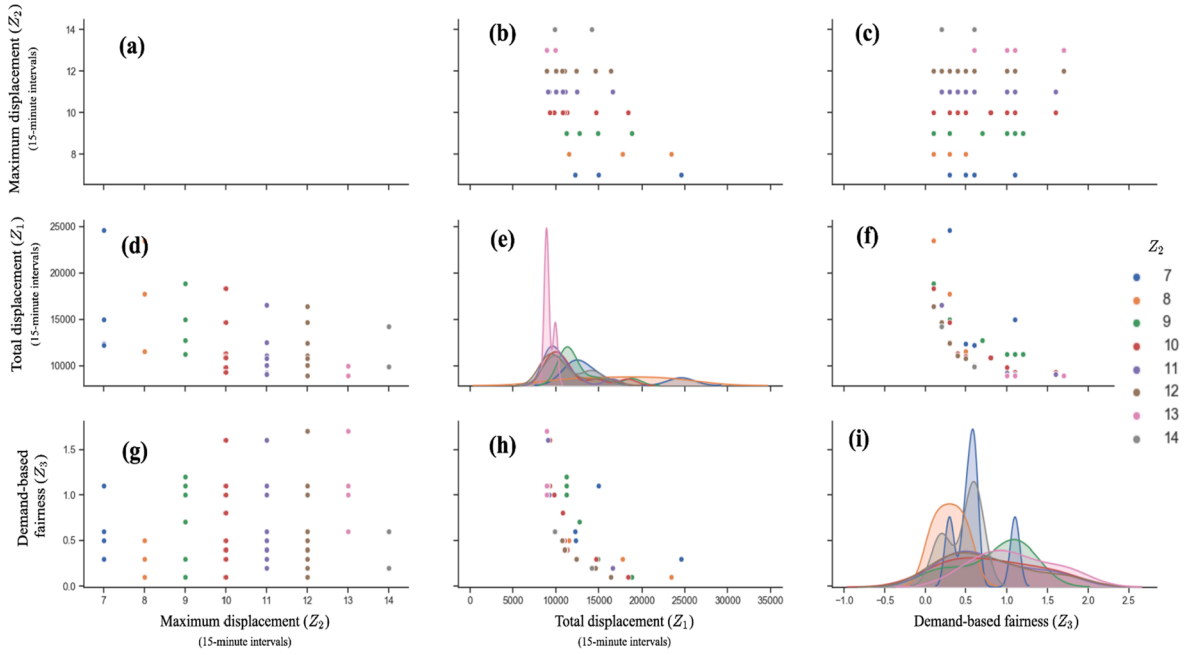 Maximum displacement (Z₂)
(15-minute intervals)
14
12
10
8
(a)
(b)
(c)
Total displacement (Z₁)
(15-minute intervals)
25000
20000
15000
10000
(d)
(e)
(f)
Z₂
7
8
9
10
11
12
13
14
Demand-based
fairness (Z₃)
1.5
1.0
0.5
0.0
(g)
(h)
(i)
7 8 9 10 11 12 13 14
0 5000 10000 15000 20000 25000 30000 35000
−1.0 −0.5 0.0 0.5 1.0 1.5 2.0 2.5
Maximum displacement (Z₂)
(15-minute intervals)
Total displacement (Z₁)
(15-minute intervals)
Demand-based fairness (Z₃)